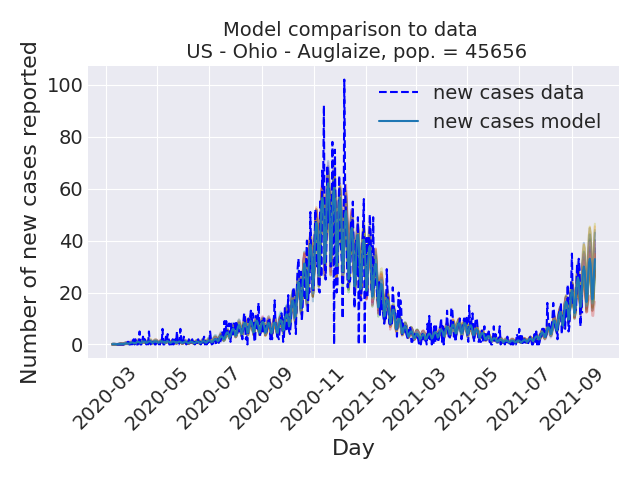 Model comparison to data
US - Ohio - Auglaize, pop. = 45656
Number of new cases reported
100
80
60
40
20
0
new cases data
new cases model
2020-03
2020-05
2020-07
2020-09
2020-11
2021-01
2021-03
2021-05
2021-07
2021-09
Day